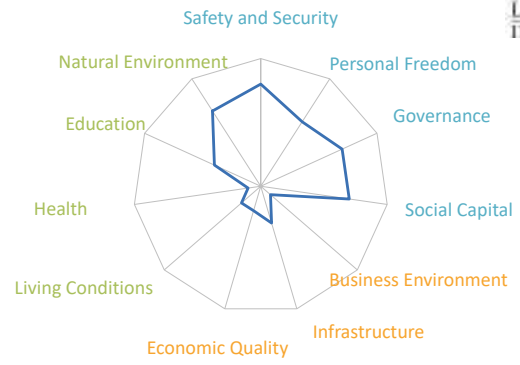 Safety and Security
Natural Environment
Personal Freedom
Education
Governance
Health
Social Capital
Living Conditions
Business Environment
Economic Quality
Infrastructure